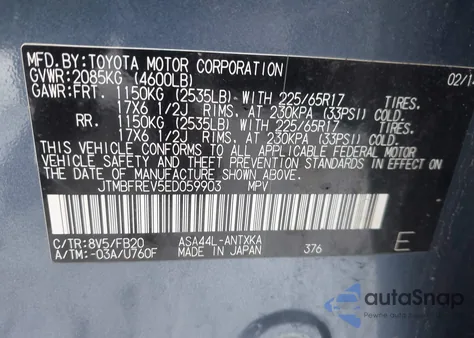 MFD.BY:TOYOTA MOTOR CORPORATION 02/1
GVWR:2085KG (4600LB)
GAWR:FRT. 1150KG (2535LB) WITH 225/65R17 TIRES.
17X6 1/2J RIMS. AT 230KPA (33PSI) COLD.
RR. 1150KG (2535LB) WITH 225/65R17 TIRES.
17X6 1/2J RIMS. AT 230KPA (33PSI) COLD.
THIS VEHICLE CONFORMS TO ALL APPLICABLE FEDERAL MOTOR
VEHICLE SAFETY AND THEFT PREVENTION STANDARDS IN EFFECT ON
THE DATE OF MANUFACTURE SHOWN ABOVE.
JTMBFREV5ED059903 MPV
C/TR:8V5/FB20 ASA44L-ANTXKA
A/TM:-03A/U760F MADE IN JAPAN 376 E
autoSnap